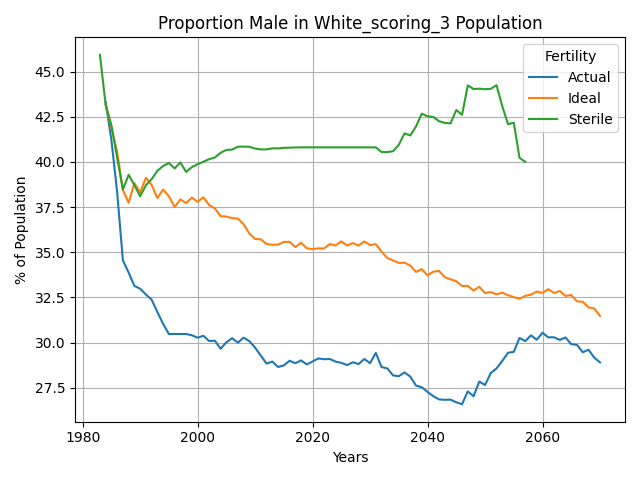 Proportion Male in White_scoring_3 Population
Fertility
Actual
Ideal
Sterile
% of Population
45.0
42.5
40.0
37.5
35.0
32.5
30.0
27.5
1980
2000
2020
2040
2060
Years